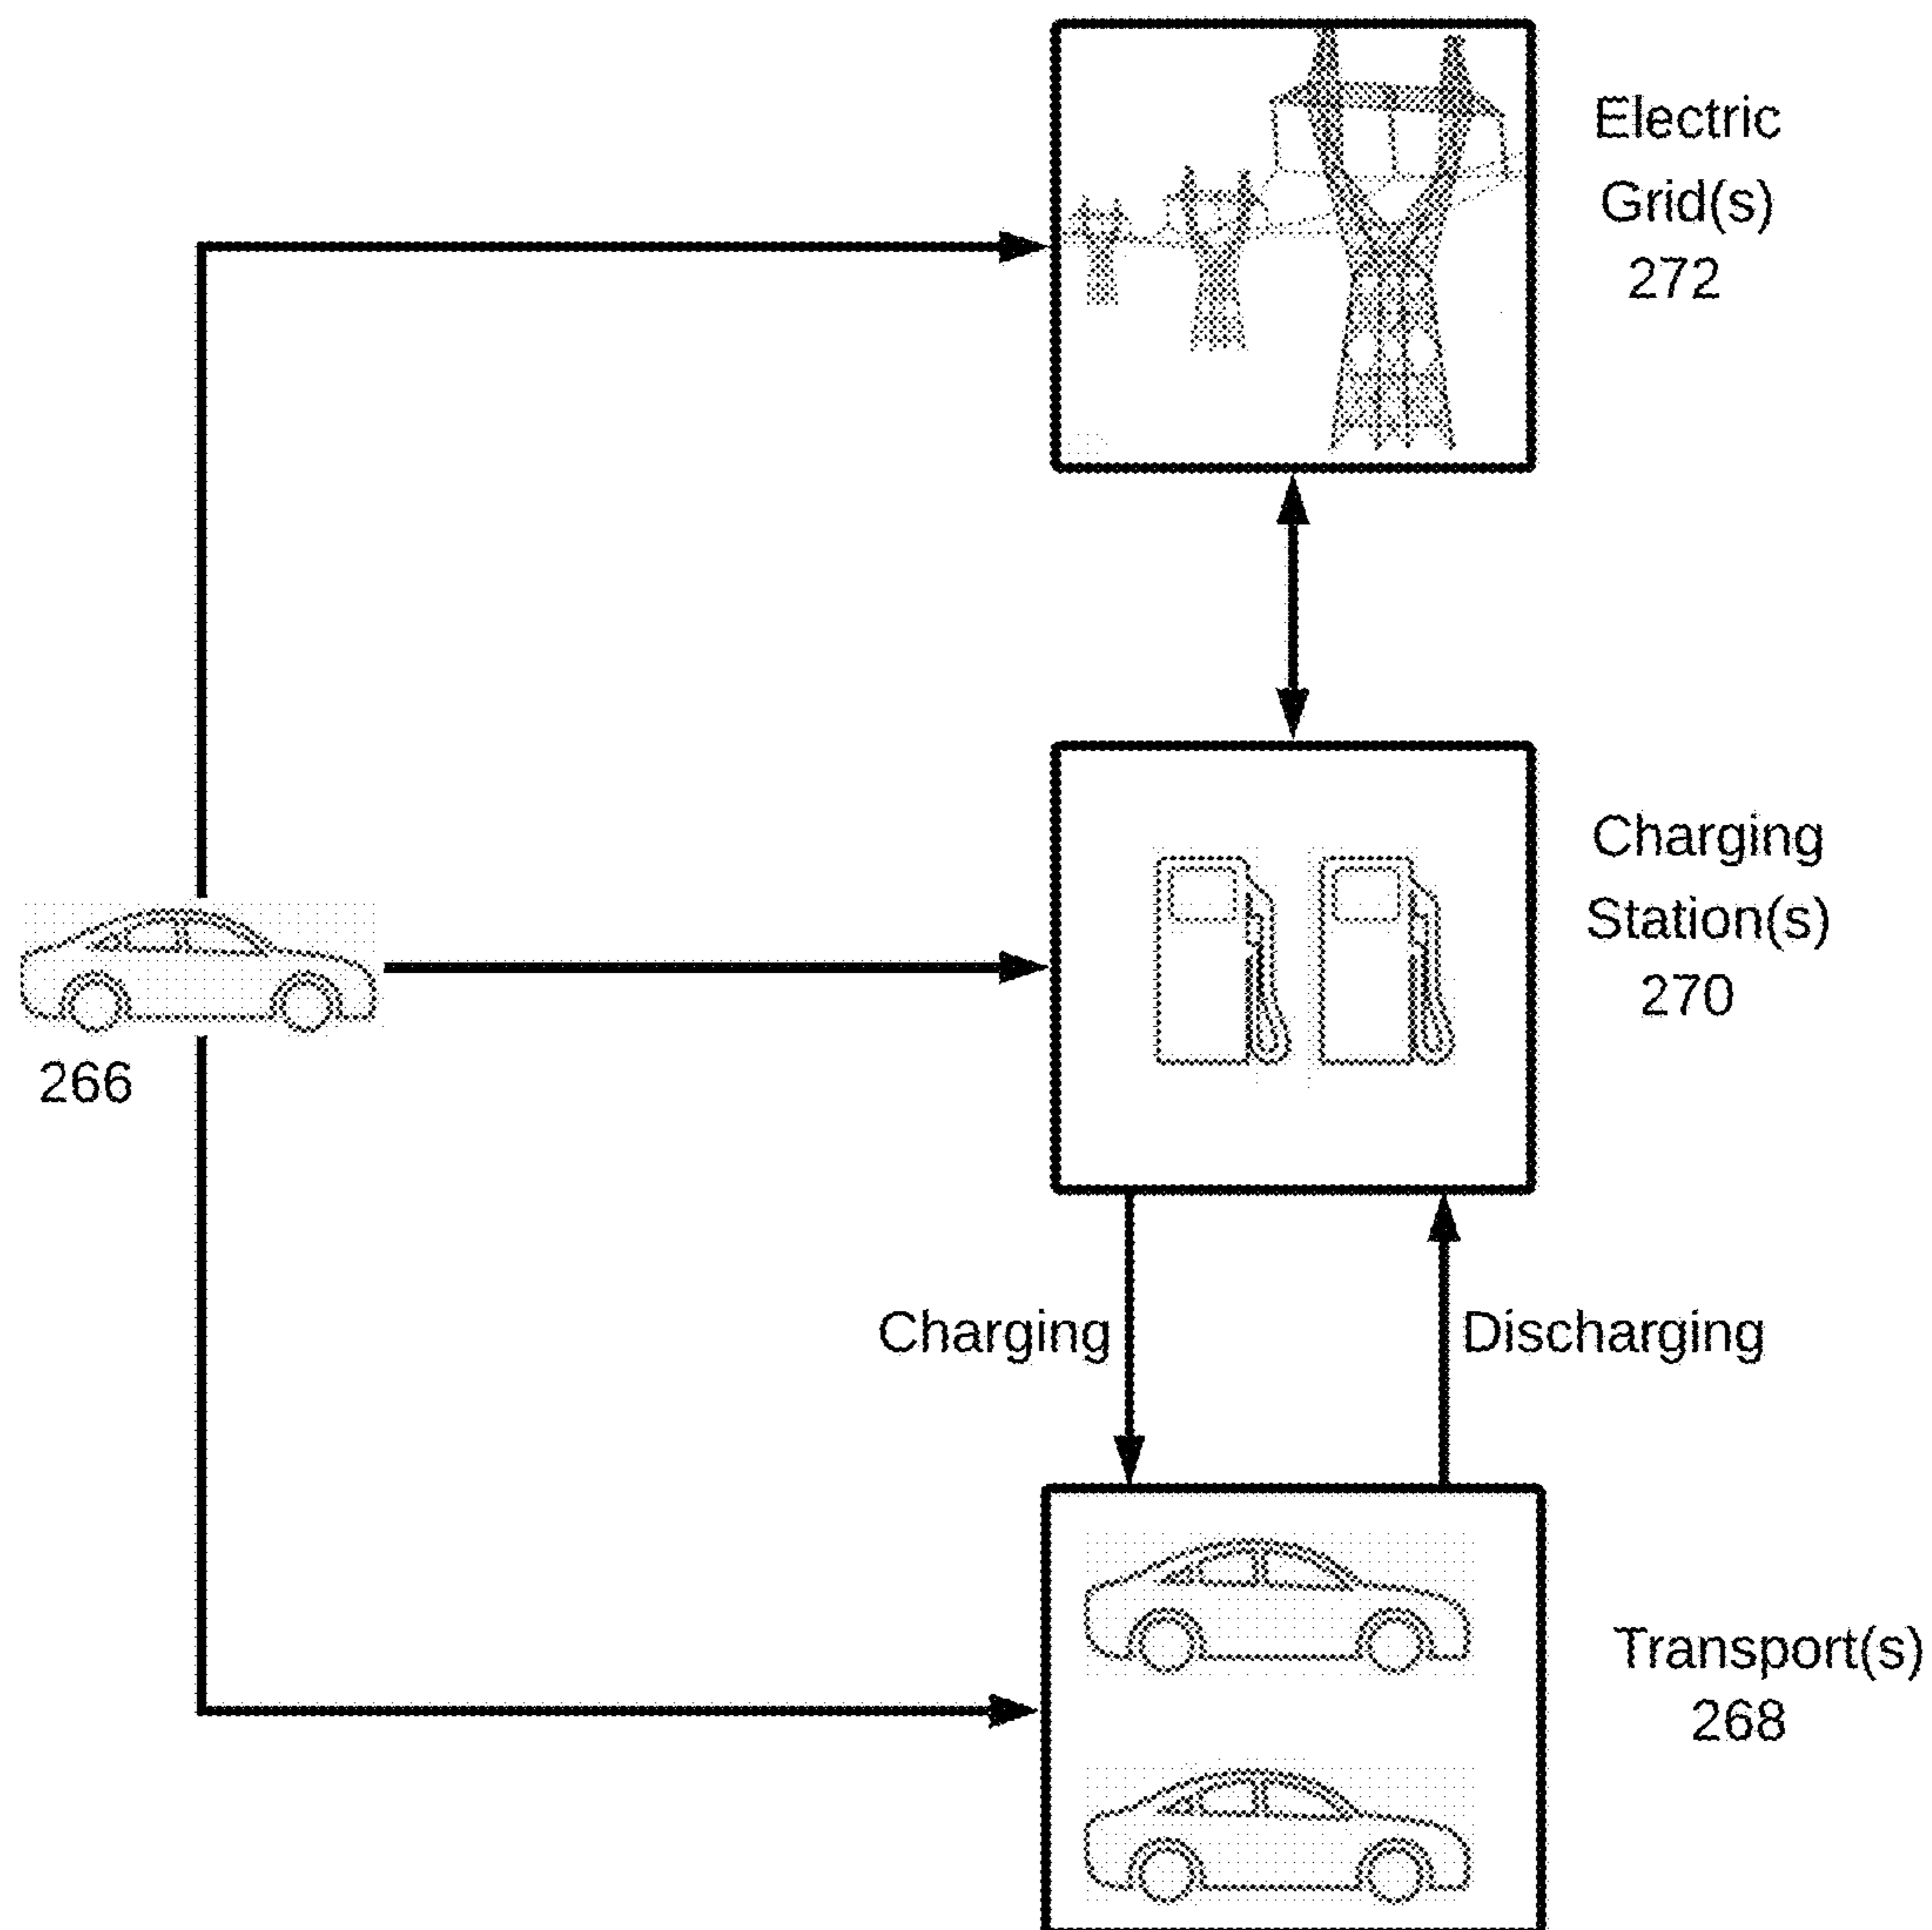 Electric
Grid(s)
272
Charging
Station(s)
270
266
Charging
Discharging
Transport(s)
268